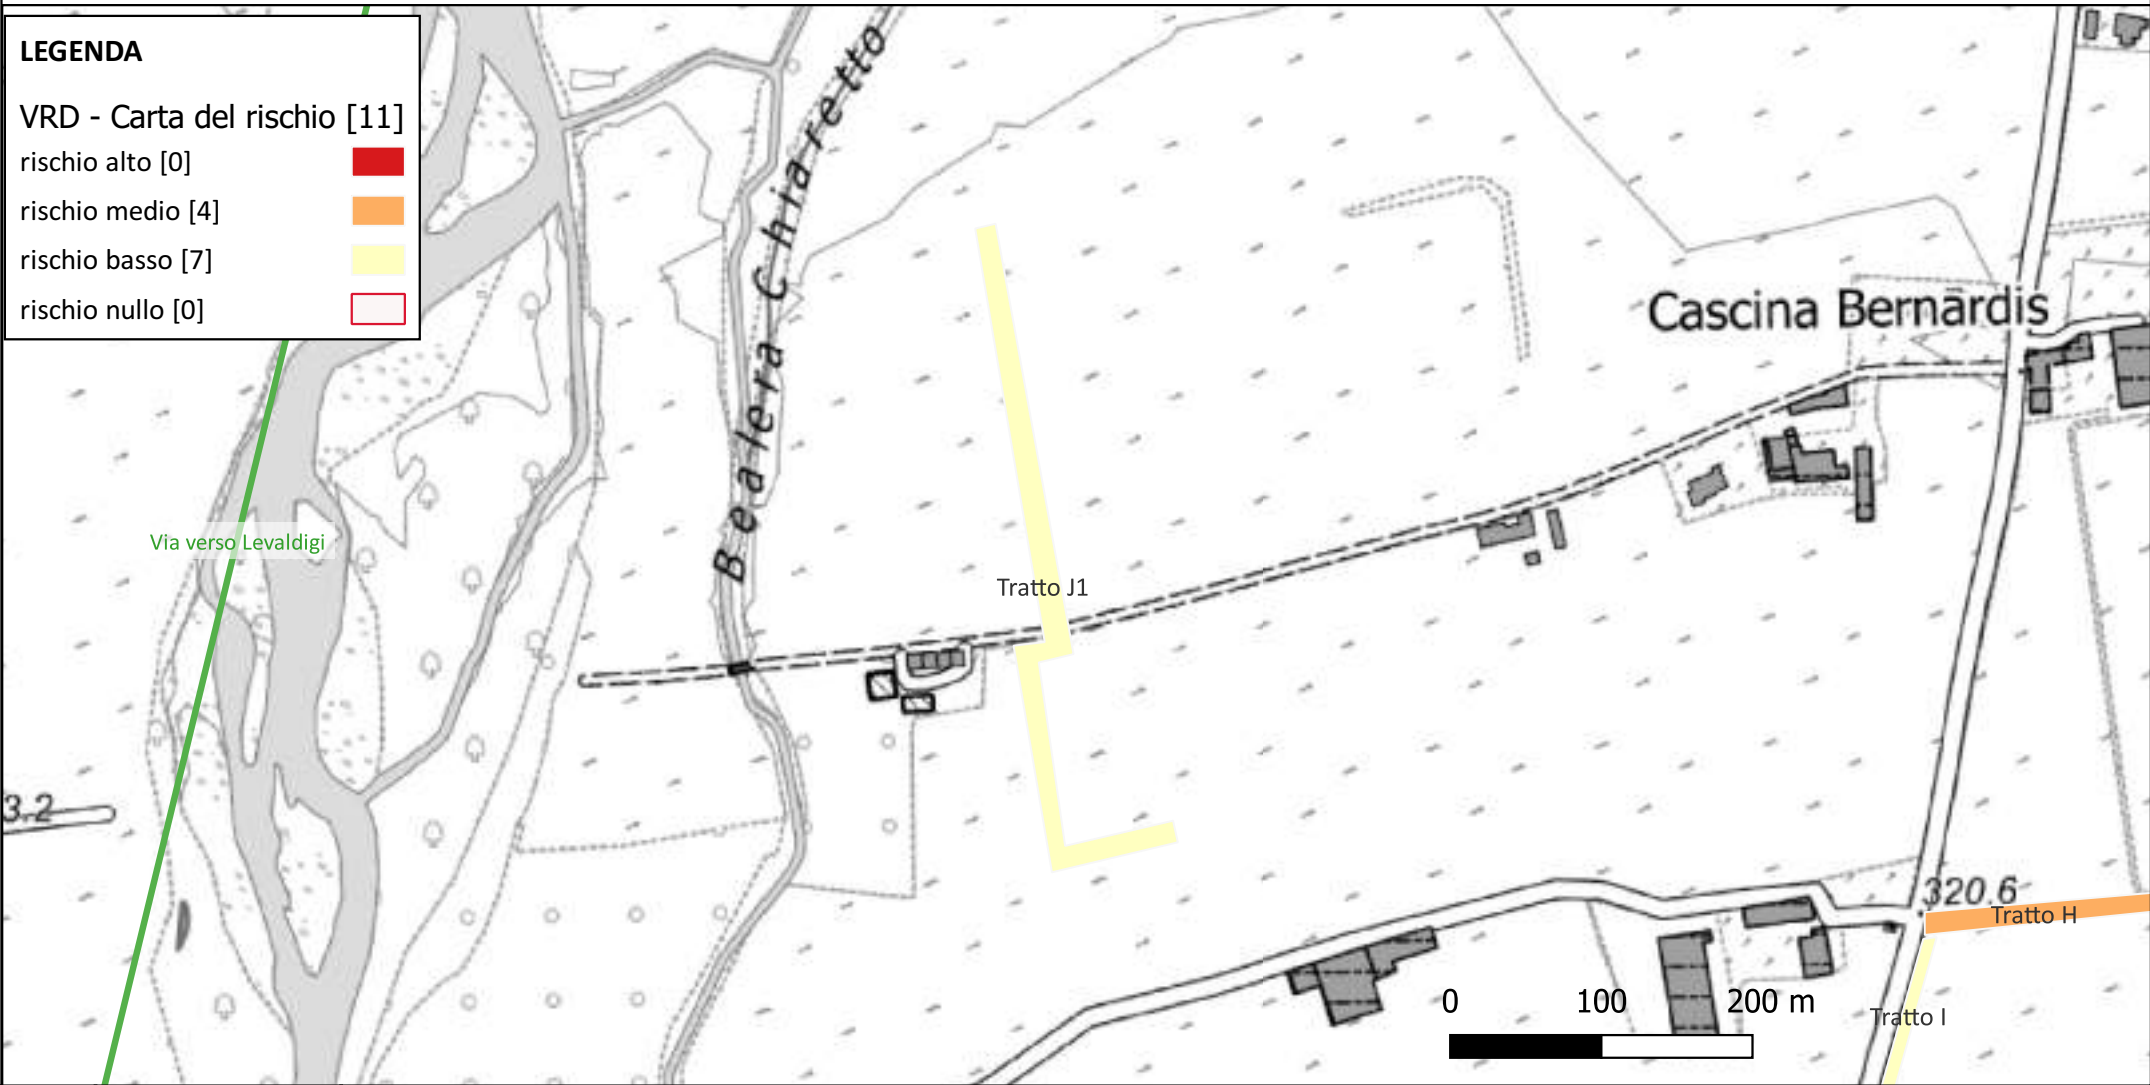 LEGENDA
VRD - Carta del rischio [11]
rischio alto [0]
rischio medio [4]
rischio basso [7]
rischio nullo [0]
Bealera Chiaretto
Cascina Bernardis
Via verso Levaldigi
Tratto J1
3.2
320.6
Tratto H
0 100 200 m
Tratto I